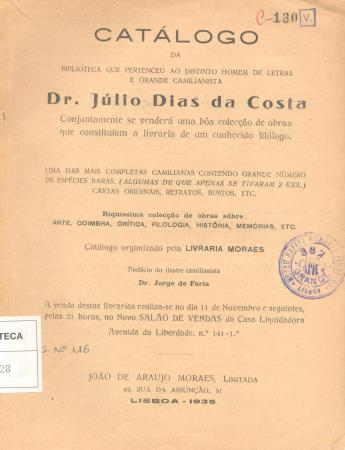 C-130 V.
CATÁLOGO
DA
BIBLIOTECA QUE PERTENCEU AO DISTINTO HOMEM DE LETRAS
E GRANDE CAMILIANISTA
Dr. Júlio Dias da Costa
Conjuntamente se venderá uma bôa colecção de obras
que constituiam a livraria de um conhecido filólogo.
UMA DAS MAIS COMPLETAS CAMILIANAS CONTENDO GRANDE NÚMERO
DE ESPÉCIES RARAS, (ALGUMAS DE QUE APENAS SE TIRARAM 2 EXS.)
CARTAS ORIGINAIS, RETRATOS, BUSTOS, ETC.
Riquíssima colecção de obras sôbre:
ARTE, COIMBRA, CRÍTICA, FILOLOGIA, HISTÓRIA, MEMÓRIAS, ETC.
Catálogo organizado pela LIVRARIA MORAES
Prefácio do ilustre camilianista
Dr. Jorge de Faria
382
Lisboa
A venda destas livrarias realiza-se no dia 11 de Novembro e seguintes,
pelas 21 horas, no Novo SALÃO DE VENDAS da Casa Liquidadora
Avenida da Liberdade. n.º 141-1.º
TECA
28
S-Nº 116
JOÃO DE ARAUJO MORAES, LIMITADA
49, RUA DA ASSUNÇÃO, 51
LISBOA - 1935